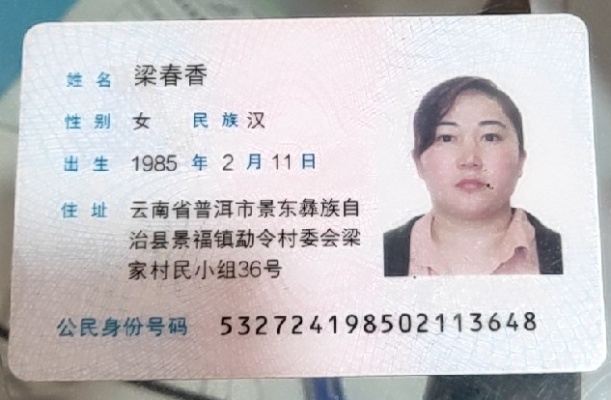 姓名 梁春香
性别 女 民族 汉
出生 1985 年 2 月 11 日
住址 云南省普洱市景东彝族自
治县景福镇勐令村委会梁
家村民小组36号
公民身份号码 532724198502113648